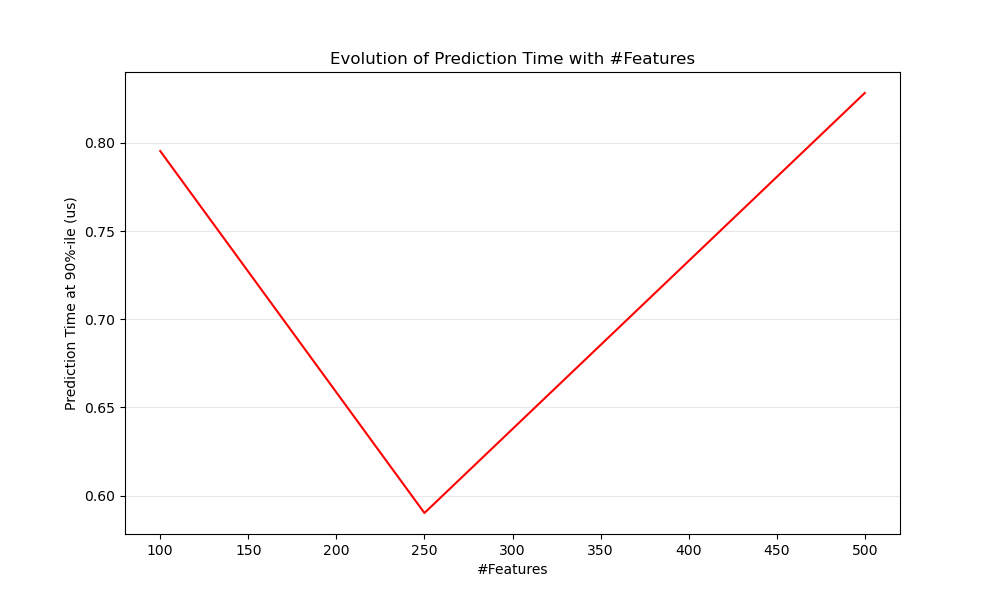 Evolution of Prediction Time with #Features
Prediction Time at 90%-ile (us)
0.80
0.75
0.70
0.65
0.60
100 150 200 250 300 350 400 450 500
#Features